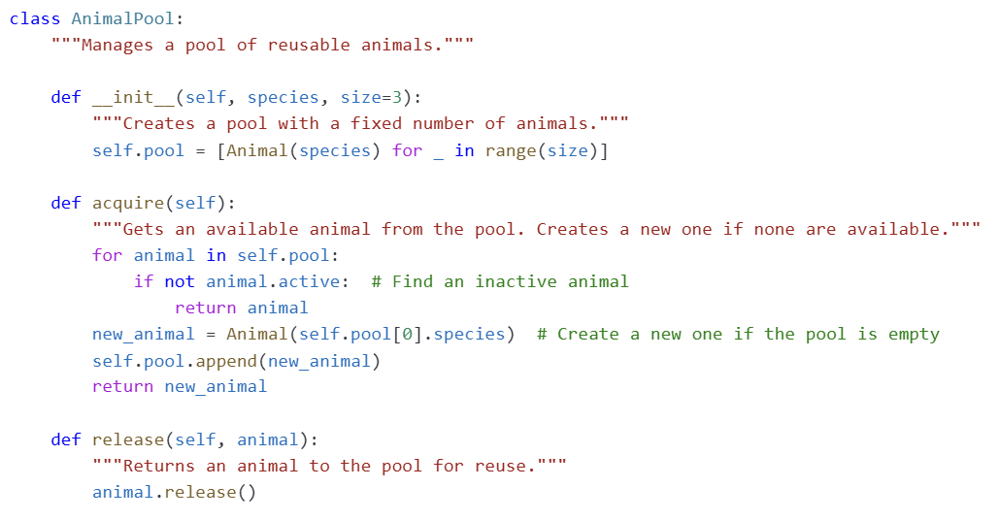 class AnimalPool:
    """Manages a pool of reusable animals."""

    def __init__(self, species, size=3):
        """Creates a pool with a fixed number of animals."""
        self.pool = [Animal(species) for _ in range(size)]

    def acquire(self):
        """Gets an available animal from the pool. Creates a new one if none are available."""
        for animal in self.pool:
            if not animal.active:  # Find an inactive animal
                return animal
        new_animal = Animal(self.pool[0].species)  # Create a new one if the pool is empty
        self.pool.append(new_animal)
        return new_animal

    def release(self, animal):
        """Returns an animal to the pool for reuse."""
        animal.release()